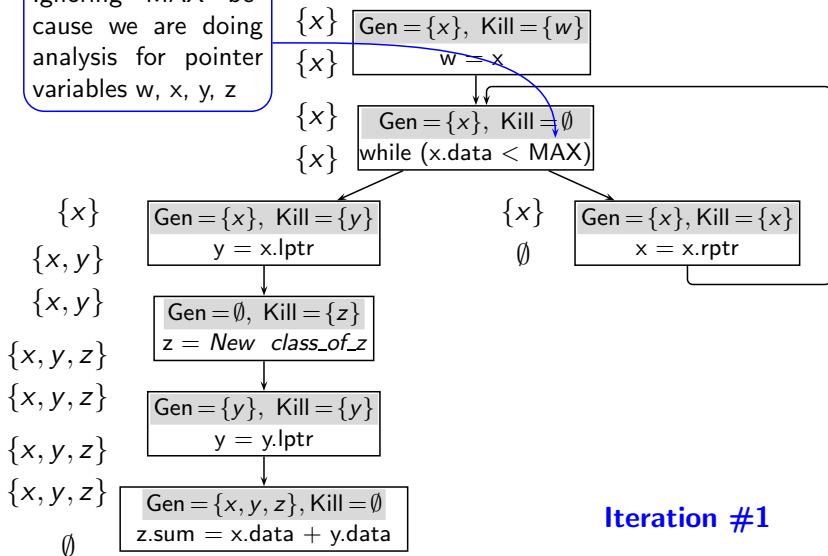 ignoring MAX be-
cause we are doing
analysis for pointer
variables w, x, y, z
{x}
Gen = {x}, Kill = {w}
{x}
w = x
{x}
Gen = {x}, Kill = ∅
{x}
while (x.data < MAX)
{x}
Gen = {x}, Kill = {y}
{x, y}
y = x.lptr
{x}
Gen = {x}, Kill = {x}
∅
x = x.rptr
{x, y}
Gen = ∅, Kill = {z}
{x, y, z}
z = New class_of_z
{x, y, z}
Gen = {y}, Kill = {y}
{x, y, z}
y = y.lptr
{x, y, z}
Gen = {x, y, z}, Kill = ∅
∅
z.sum = x.data + y.data
Iteration #1